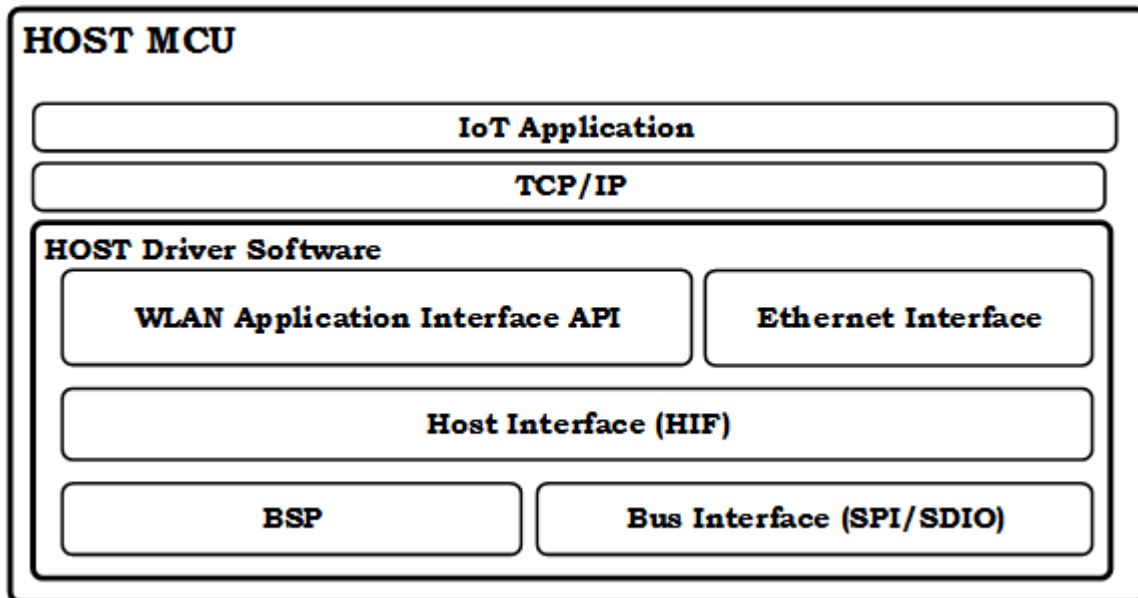 HOST MCU
IoT Application
TCP/IP
HOST Driver Software
WLAN Application Interface API
Ethernet Interface
Host Interface (HIF)
BSP
Bus Interface (SPI/SDIO)